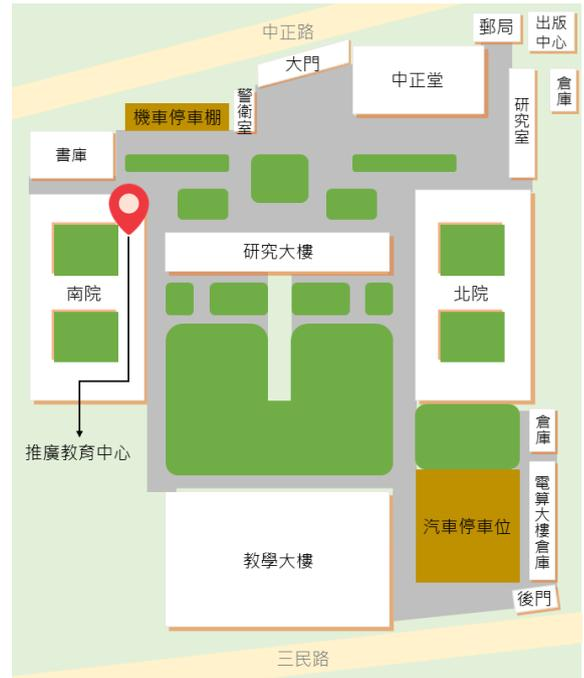 中正路
郵局
出版
中心
大門
中正堂
倉庫
警衛室
研究室
機車停車棚
書庫
研究大樓
南院
北院
推廣教育中心
倉庫
電算大樓倉庫
汽車停車位
教學大樓
後門
三民路